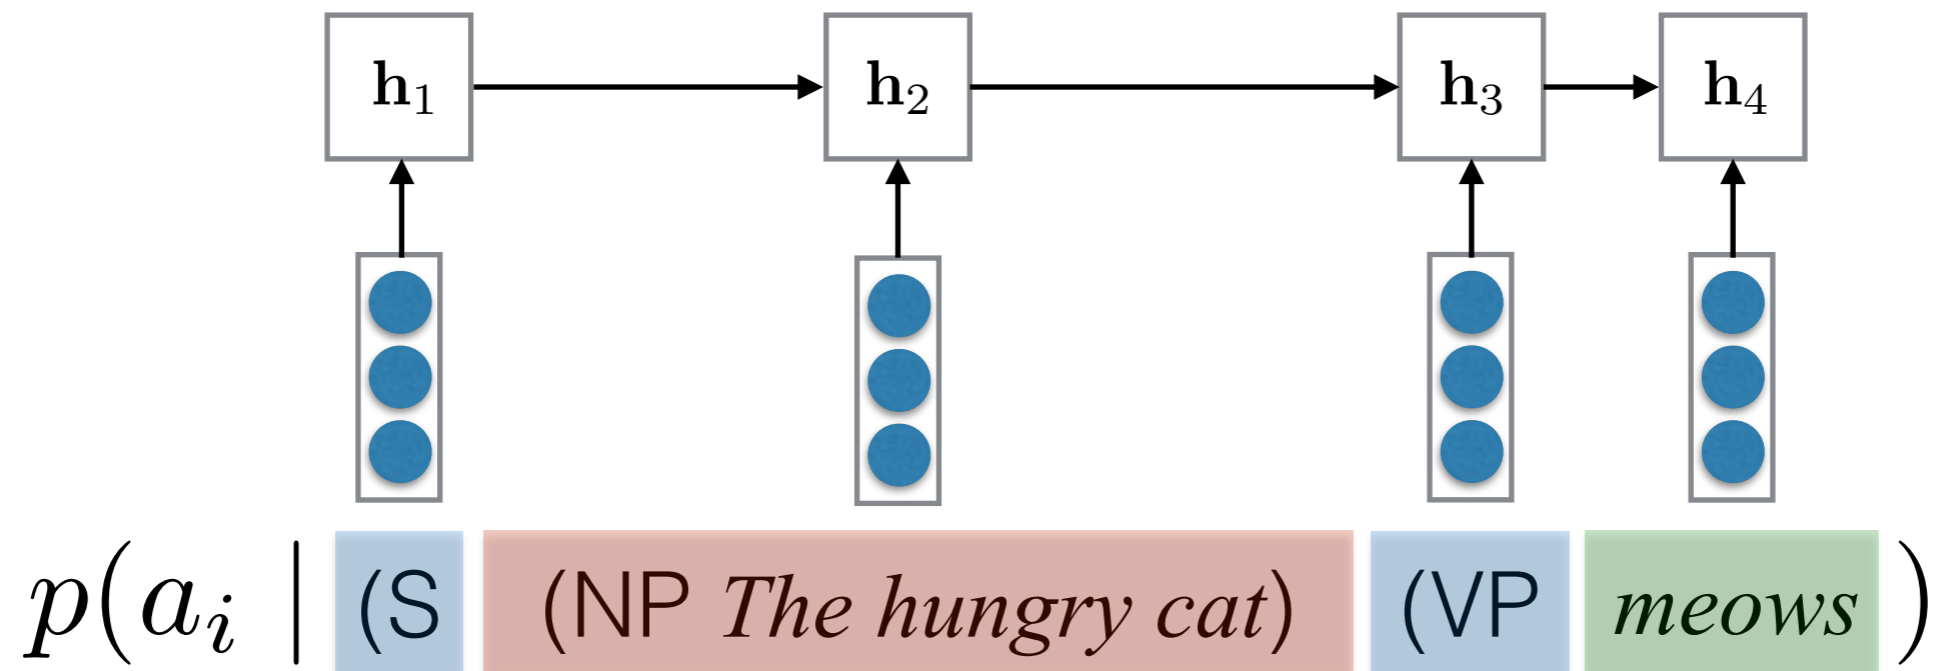 h₁ h₂ h₃ h₄
p(aᵢ | (S (NP The hungry cat) (VP meows )